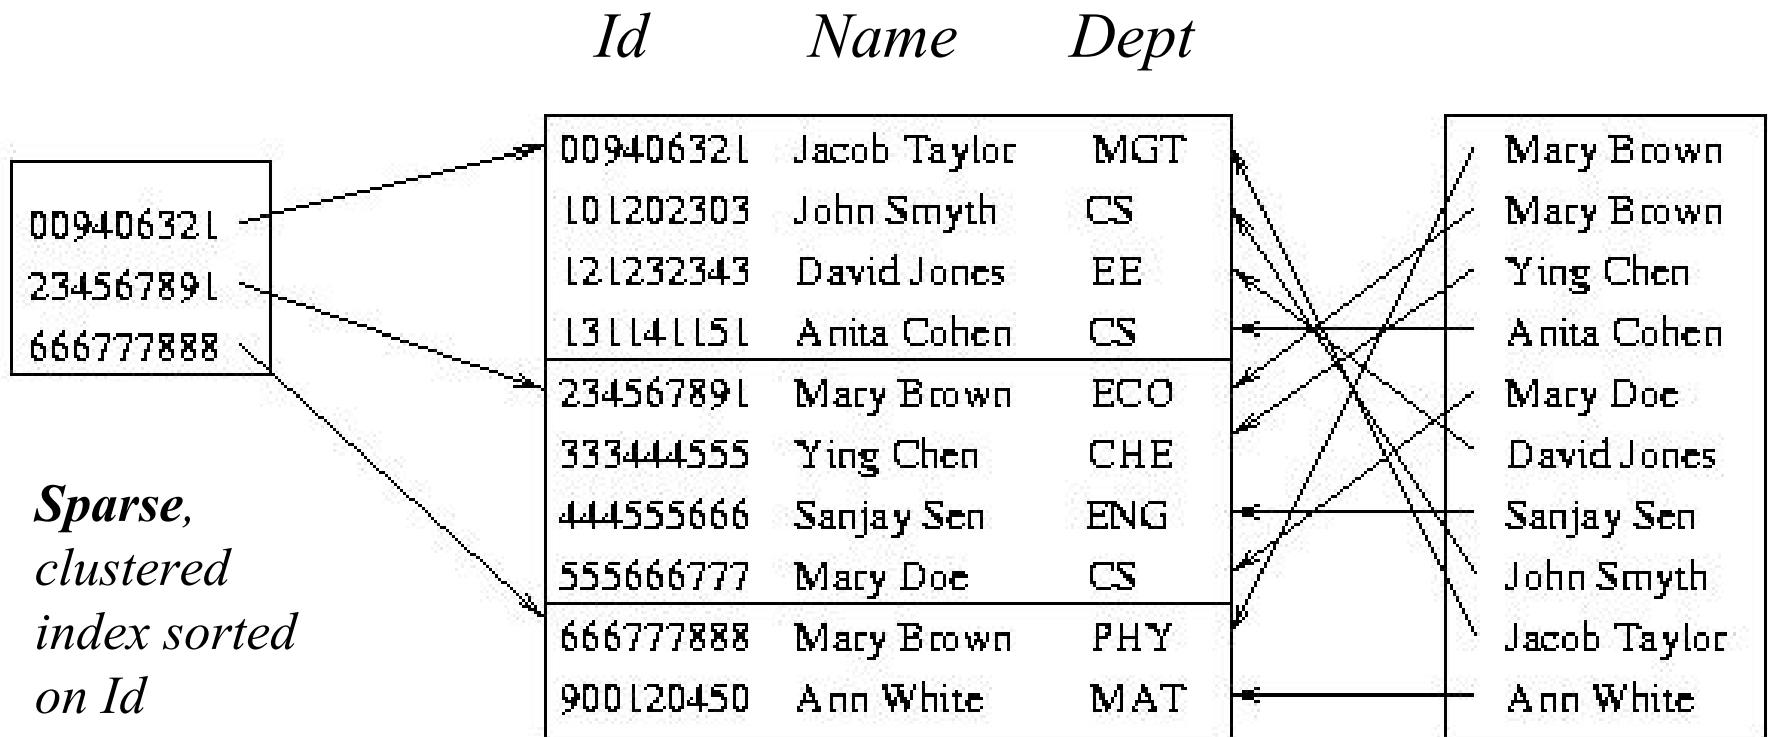 Id Name Dept
009406321
234567891
666777888
Sparse,
clustered
index sorted
on Id
009406321 Jacob Taylor MGT
101202303 John Smyth CS
121232343 David Jones EE
131141151 Anita Cohen CS
234567891 Mary Brown ECO
333444555 Ying Chen CHE
444555666 Sanjay Sen ENG
555666777 Mary Doe CS
666777888 Mary Brown PHY
900120450 Ann White MAT
Mary Brown
Mary Brown
Ying Chen
Anita Cohen
Mary Doe
David Jones
Sanjay Sen
John Smyth
Jacob Taylor
Ann White